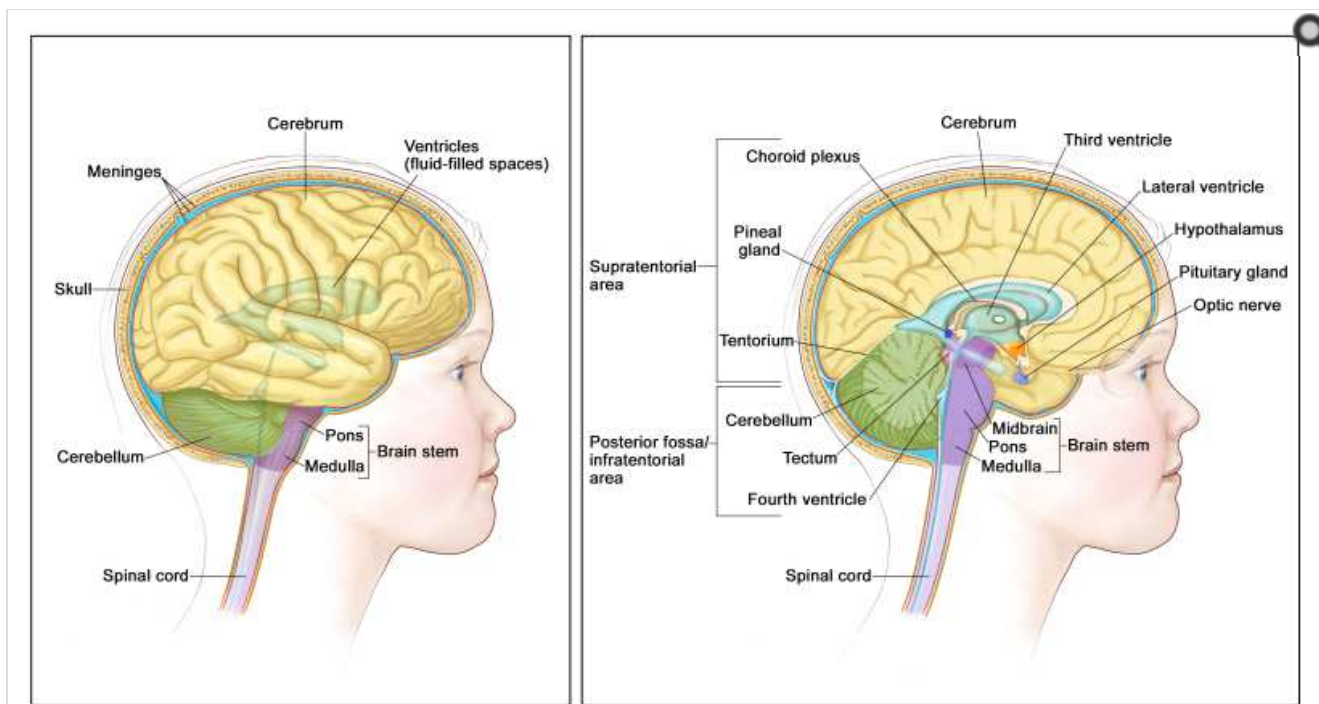 Cerebrum
Ventricles
(fluid-filled spaces)
Meninges
Skull
Pons
Cerebellum
Brain stem
Medulla
Spinal cord
Cerebrum
Third ventricle
Choroid plexus
Lateral ventricle
Pineal
gland
Hypothalamus
Supratentorial
area
Pituitary gland
Optic nerve
Tentorium
Cerebellum
Midbrain
Posterior fossa/
infratentorial
area
Pons
Brain stem
Tectum
Medulla
Fourth ventricle
Spinal cord